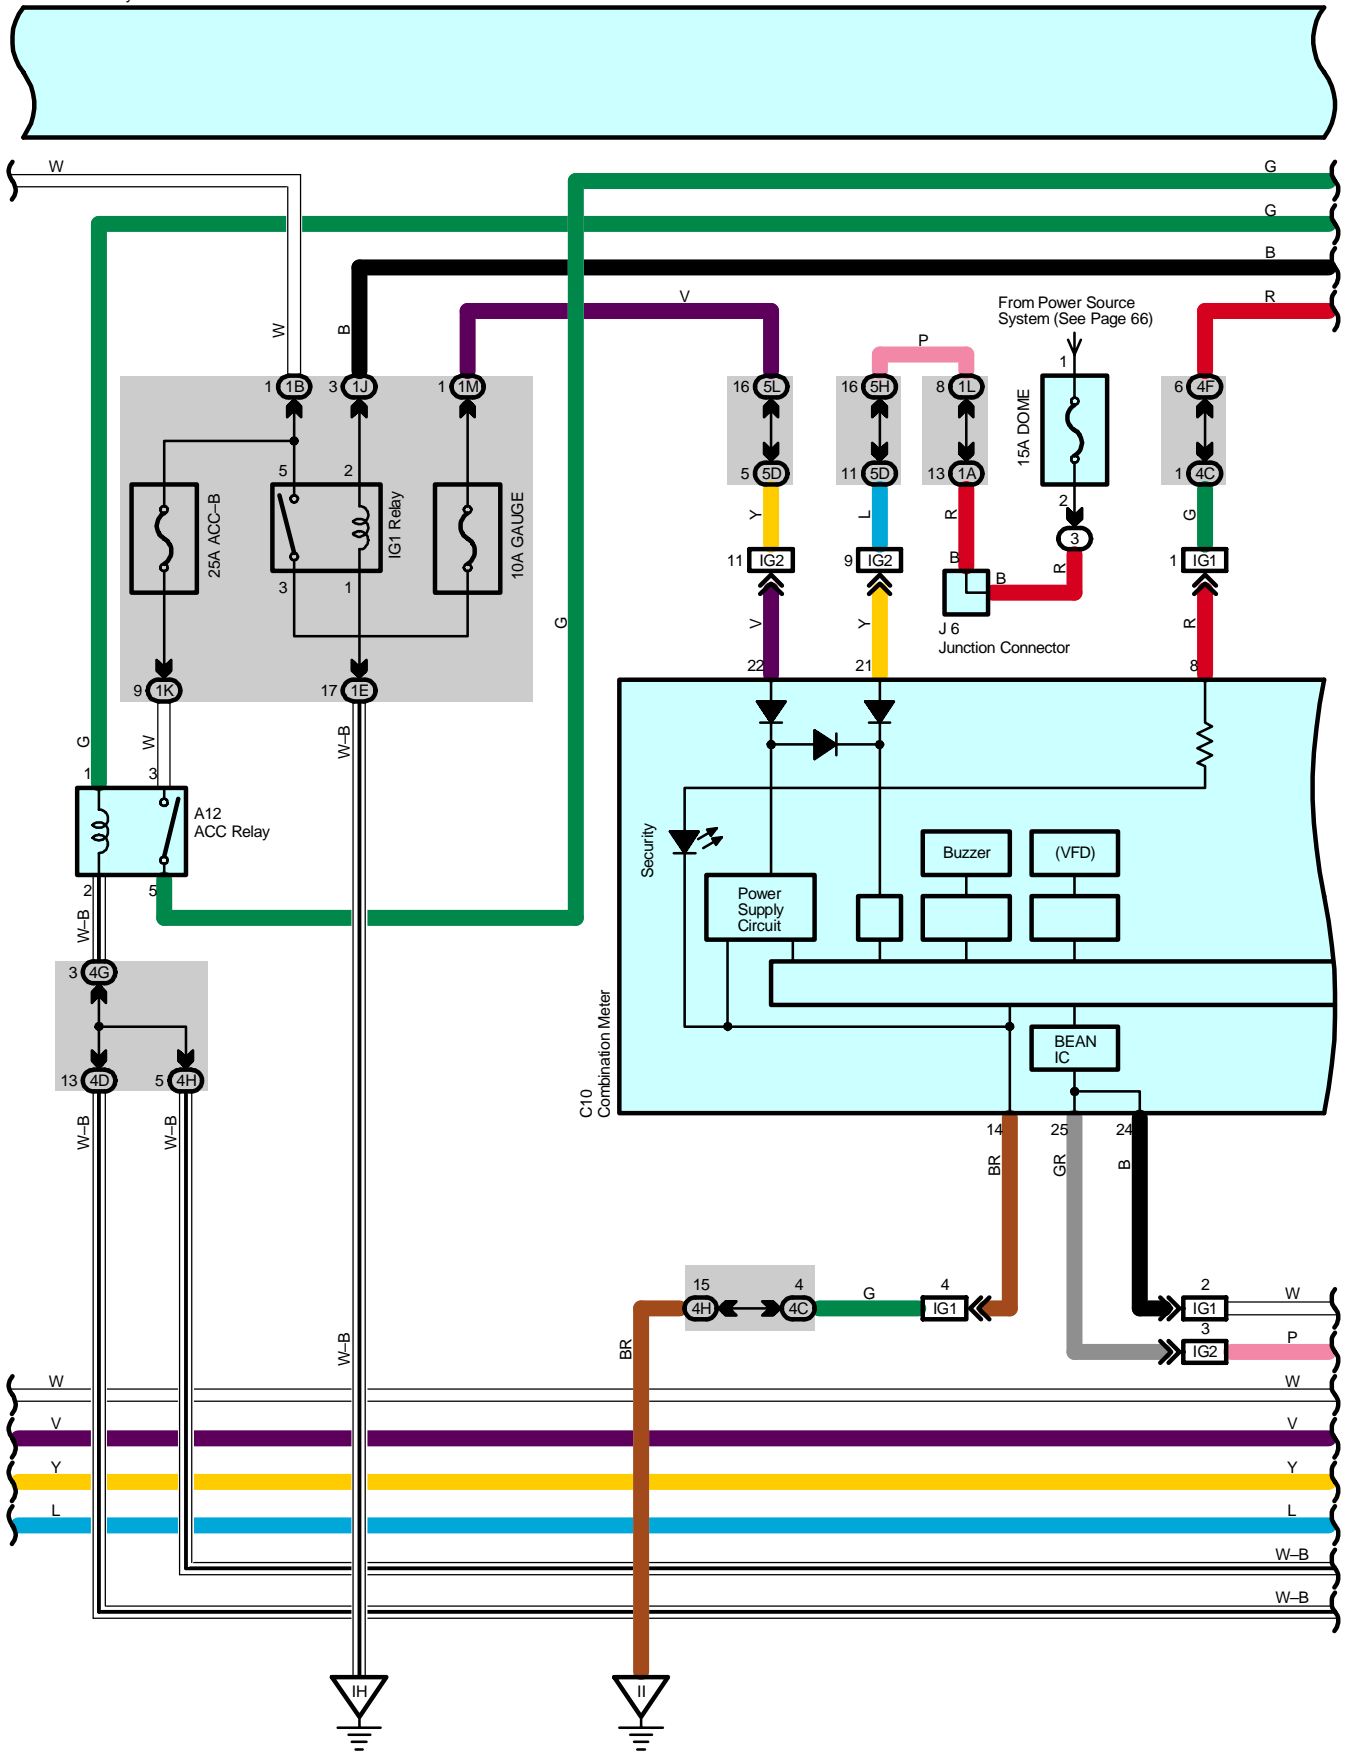 W
G
G
B
R
V
From Power Source
System (See Page 66)
P
W
B
1
1 1B
3 1J
1 1M
16 5L
16 5H
8 1L
6 4F
15A DOME
5
2
5 5D
11 5D
13 1A
1 4C
25A ACC–B
IG1 Relay
10A GAUGE
2
Y
L
R
G
3
11 IG2
9 IG2
B
B
R
1 IG1
3
1
G
V
Y
J 6
Junction Connector
R
22
21
8
9 1K
17 1E
G
W
W–B
1
3
A12
ACC Relay
Security
Buzzer
(VFD)
Power
Supply
Circuit
2
5
W–B
3 4G
C10
Combination Meter
BEAN
IC
13 4D
5 4H
W–B
W–B
14
25
24
BR
GR
B
15
4
4
2
4H
4C
G
IG1
IG1
W
3
IG2
P
W–B
BR
W
W
V
V
Y
Y
L
L
W–B
W–B
IH
II